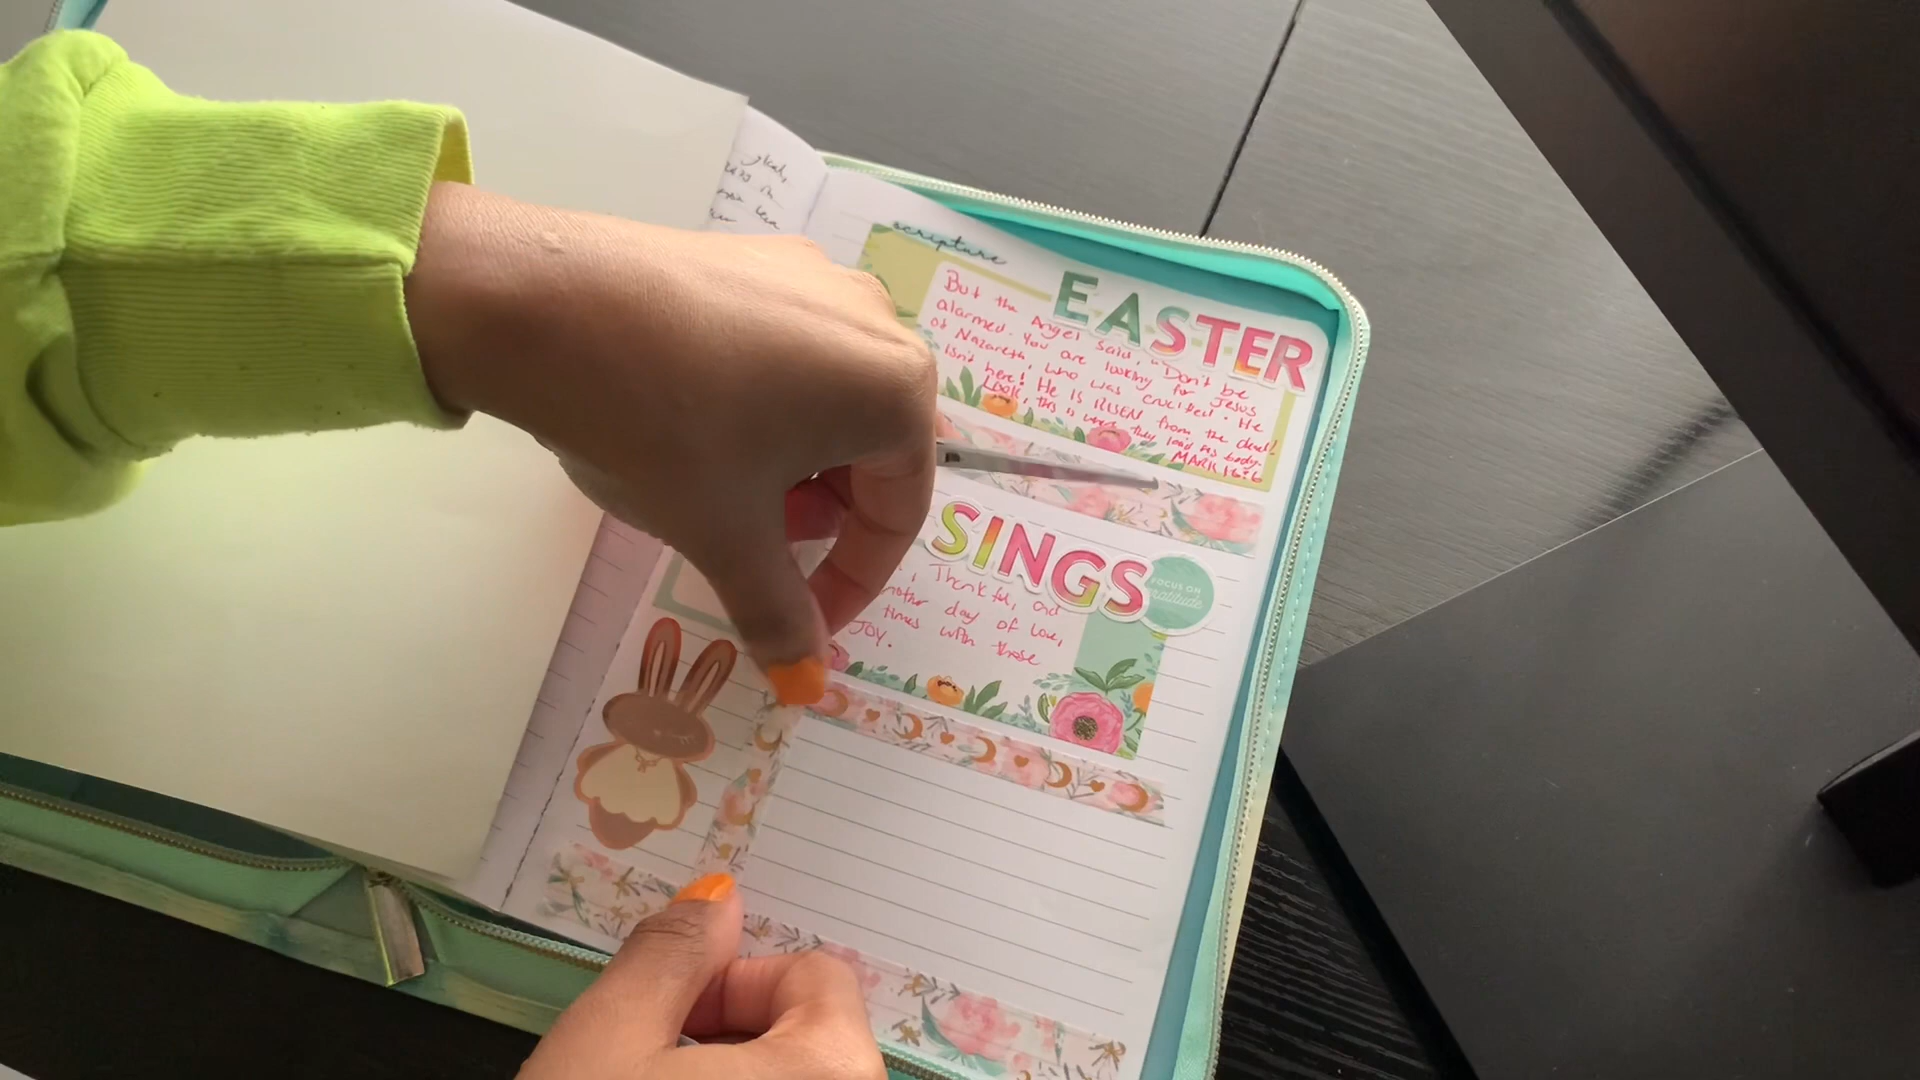 glad,
scripture
EASTER
But the Angel said, "Don't be
alarmed. You are looking for Jesus
of Nazareth, who was crucified. He
isn't here! He IS RISEN from the dead!
Look, this is where they laid his body.
MARK 16:6
SINGS
FOCUS ON
gratitude
, Thankful, and
nother day of love,
times with those
JOY.